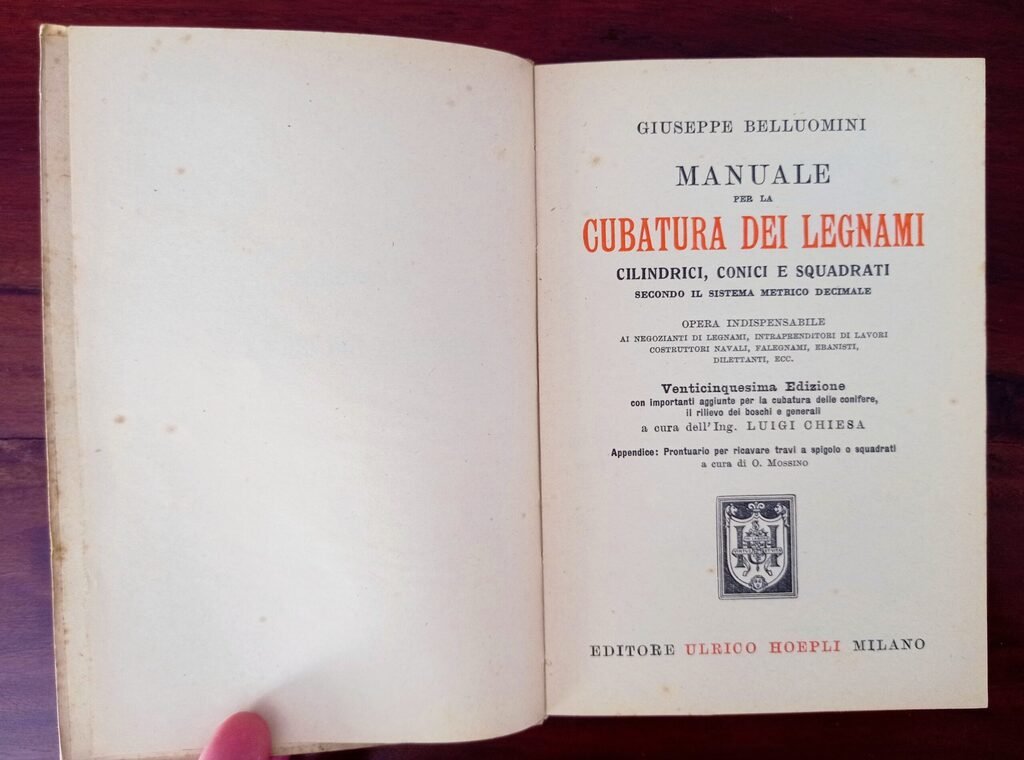 GIUSEPPE BELLUOMINI
MANUALE
PER LA
CUBATURA DEI LEGNAMI
CILINDRICI, CONICI E SQUADRATI
SECONDO IL SISTEMA METRICO DECIMALE
OPERA INDISPENSABILE
AI NEGOZIANTI DI LEGNAMI, INTRAPRENDITORI DI LAVORI
COSTRUTTORI NAVALI, FALEGNAMI, EBANISTI,
DILETTANTI, ECC.
Venticinquesima Edizione
con importanti aggiunte per la cubatura delle conifere,
il rilievo dei boschi e generali
a cura dell'Ing. LUIGI CHIESA
Appendice: Prontuario per ricavare travi a spigolo o squadrati
a cura di O. MOSSINO
EDITORE ULRICO HOEPLI MILANO